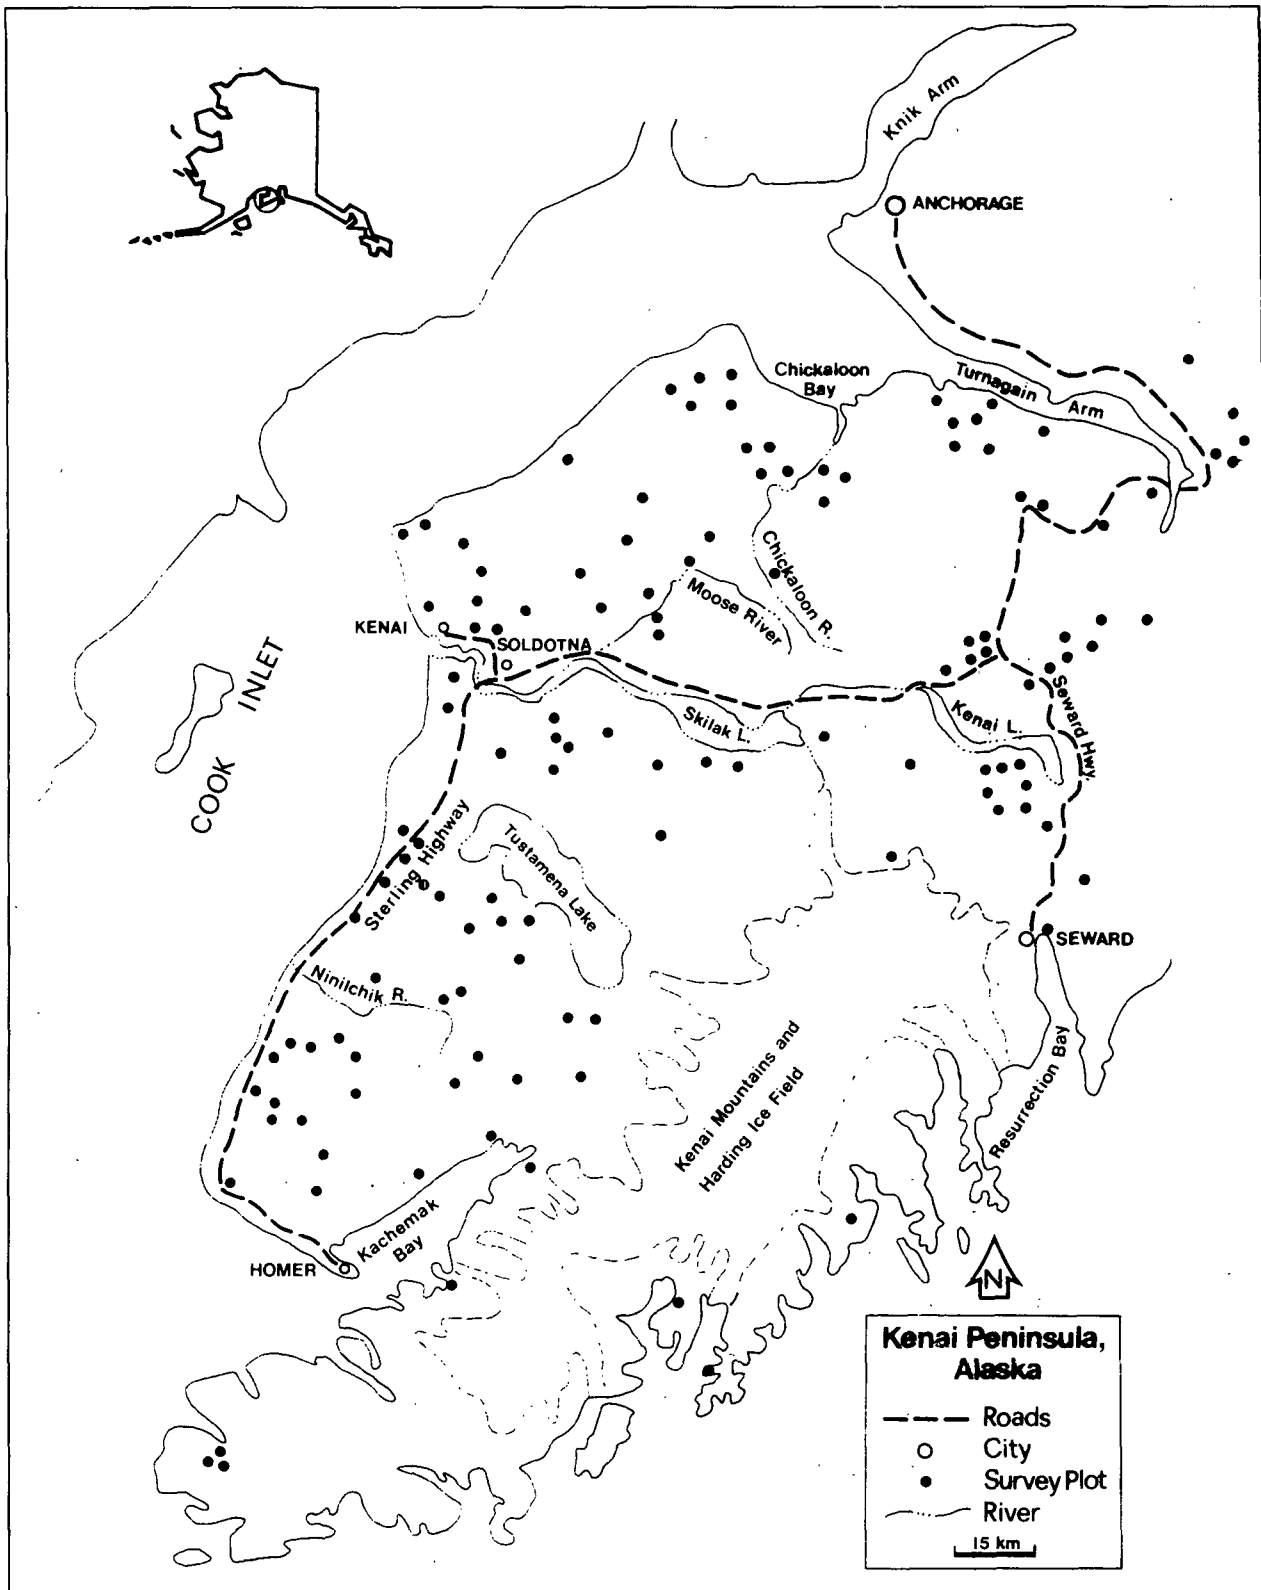 Knik Arm
ANCHORAGE
Chickaloon
Bay
Turnagain
Arm
Chickaloon R.
Moose River
KENAI
SOLDOTNA
COOK INLET
Skilak L.
Kenai L.
Seward Hwy.
Sterling Highway
Tustamena Lake
SEWARD
Ninilchik R.
Kenai Mountains and
Harding Ice Field
Resurrection Bay
Kachemak
Bay
HOMER
N
Kenai Peninsula,
Alaska
Roads
City
Survey Plot
River
15 km